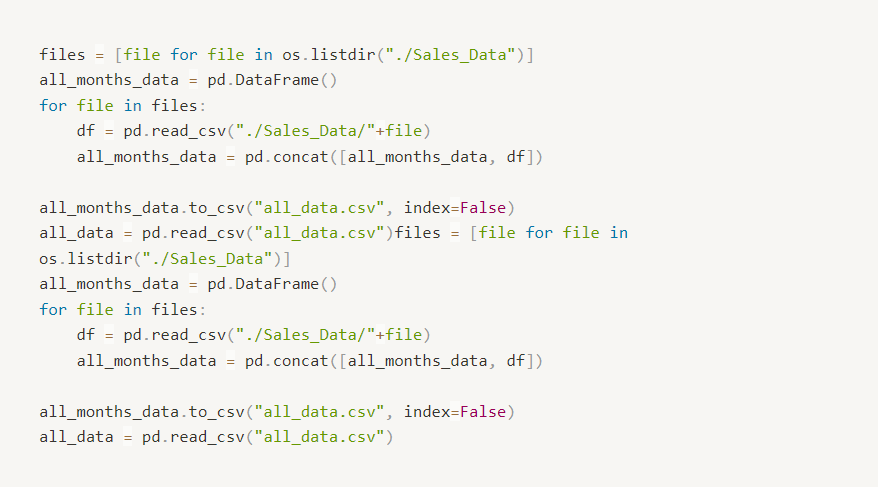 files = [file for file in os.listdir("./Sales_Data")]
all_months_data = pd.DataFrame()
for file in files:
    df = pd.read_csv("./Sales_Data/"+file)
    all_months_data = pd.concat([all_months_data, df])

all_months_data.to_csv("all_data.csv", index=False)
all_data = pd.read_csv("all_data.csv")files = [file for file in
os.listdir("./Sales_Data")]
all_months_data = pd.DataFrame()
for file in files:
    df = pd.read_csv("./Sales_Data/"+file)
    all_months_data = pd.concat([all_months_data, df])

all_months_data.to_csv("all_data.csv", index=False)
all_data = pd.read_csv("all_data.csv")